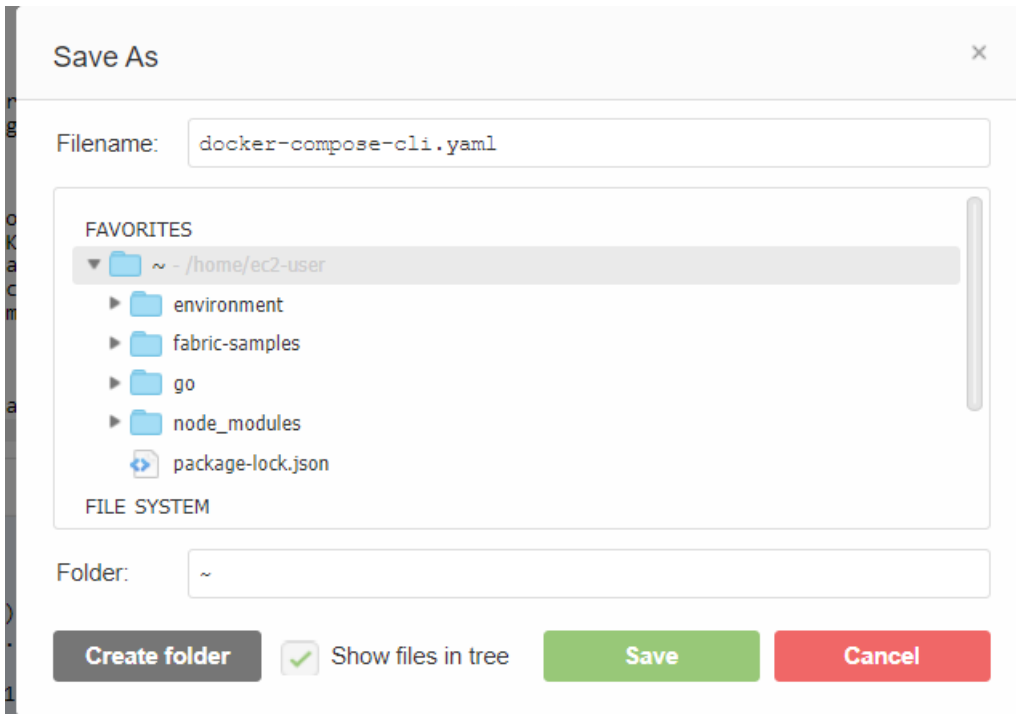 Save As
×
Filename: docker-compose-cli.yaml
FAVORITES
~ - /home/ec2-user
environment
fabric-samples
go
node_modules
package-lock.json
FILE SYSTEM
Folder: ~
Create folder Show files in tree Save Cancel